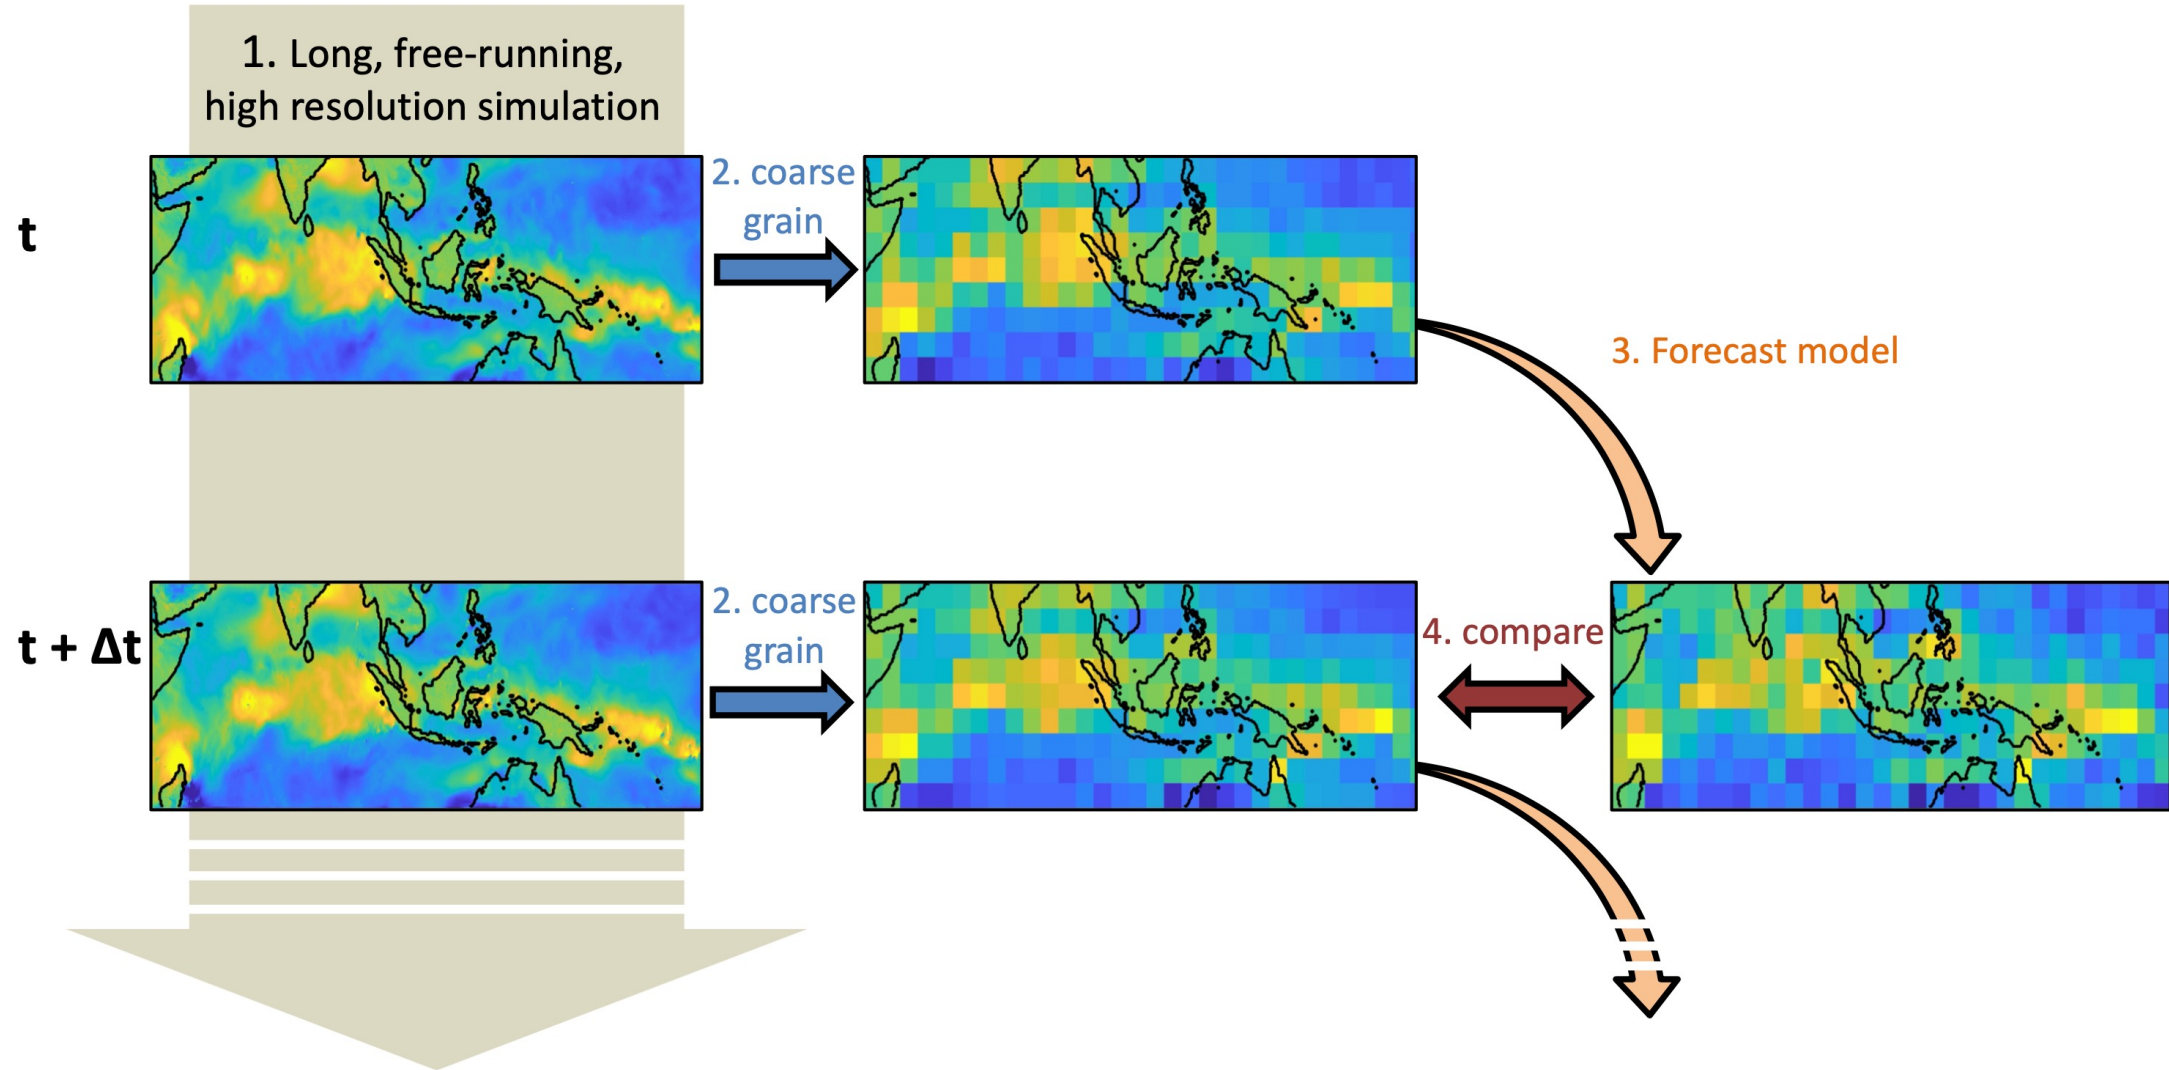 1. Long, free-running,
high resolution simulation
t
2. coarse
grain
3. Forecast model
t + Δt
2. coarse
grain
4. compare